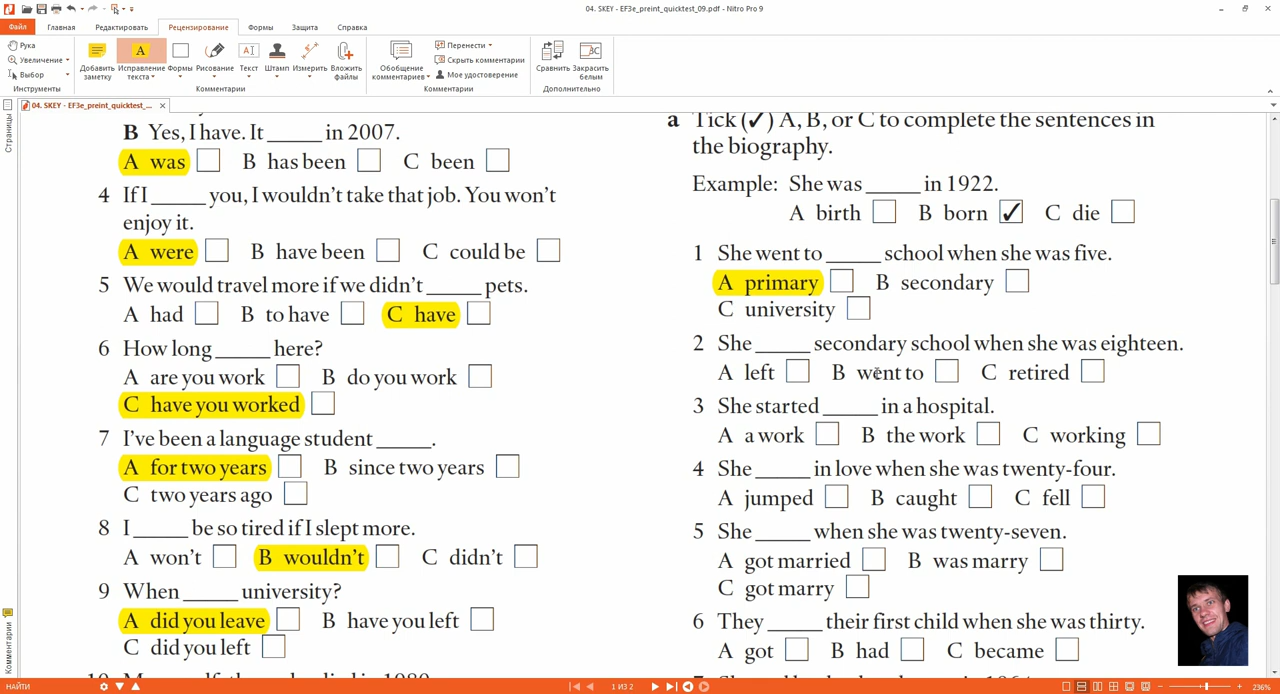 04. SKEY - EF3e_preint_quicktest_09.pdf - Nitro Pro 9
Файл Главная Редактировать Рецензирование Формы Защита Справка
Рука
Увеличение
Выбор
Инструменты
Добавить заметку
Исправление текста
Формы
Рисование
Текст
Штамп
Измерить
Вложить файлы
Комментарии
Обобщение комментариев
Перенести
Скрыть комментарии
Мое удостоверение
Комментарии
Сравнить
Закрасить белым
Дополнительно
04. SKEY - EF3e_preint_quicktest_...
Страницы
Комментарии
B Yes, I have. It _____ in 2007.
A was B has been C been
4 If I _____ you, I wouldn't take that job. You won't
enjoy it.
A were B have been C could be
5 We would travel more if we didn't _____ pets.
A had B to have C have
6 How long _____ here?
A are you work B do you work
C have you worked
7 I've been a language student _____.
A for two years B since two years
C two years ago
8 I _____ be so tired if I slept more.
A won't B wouldn't C didn't
9 When _____ university?
A did you leave B have you left
C did you left
a Tick (✓) A, B, or C to complete the sentences in
the biography.
Example: She was _____ in 1922.
A birth B born ✓ C die
1 She went to _____ school when she was five.
A primary B secondary
C university
2 She _____ secondary school when she was eighteen.
A left B went to C retired
3 She started _____ in a hospital.
A a work B the work C working
4 She _____ in love when she was twenty-four.
A jumped B caught C fell
5 She _____ when she was twenty-seven.
A got married B was marry
C got marry
6 They _____ their first child when she was thirty.
A got B had C became
НАЙТИ
1 ИЗ 2
236%